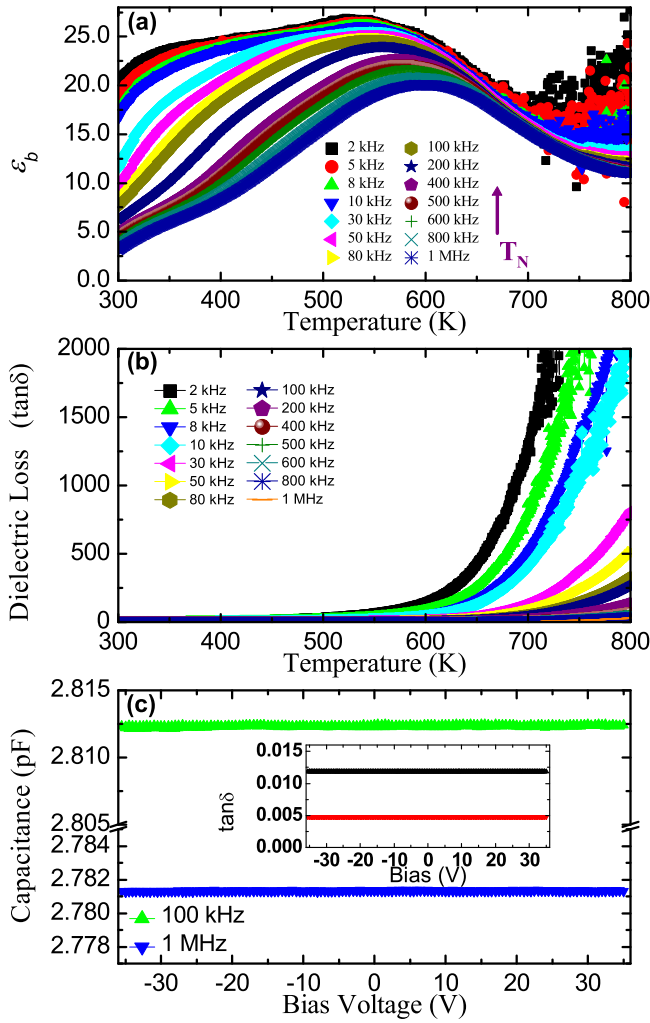 (a)
25.0
20.0
15.0
10.0
5.0
0.0
ε_b
2 kHz 100 kHz
5 kHz 200 kHz
8 kHz 400 kHz
10 kHz 500 kHz
30 kHz 600 kHz
50 kHz 800 kHz
80 kHz 1 MHz
T_N
300 400 500 600 700 800
Temperature (K)
(b)
2000
1500
1000
500
0
Dielectric Loss (tanδ)
2 kHz 100 kHz
5 kHz 200 kHz
8 kHz 400 kHz
10 kHz 500 kHz
30 kHz 600 kHz
50 kHz 800 kHz
80 kHz 1 MHz
300 400 500 600 700 800
Temperature (K)
(c)
2.815
2.812
2.805
2.784
2.780
2.778
Capacitance (pF)
0.015
0.010
0.005
0.000
tanδ
-30 -20 -10 0 10 20 30
Bias (V)
100 kHz
1 MHz
-30 -20 -10 0 10 20 30
Bias Voltage (V)